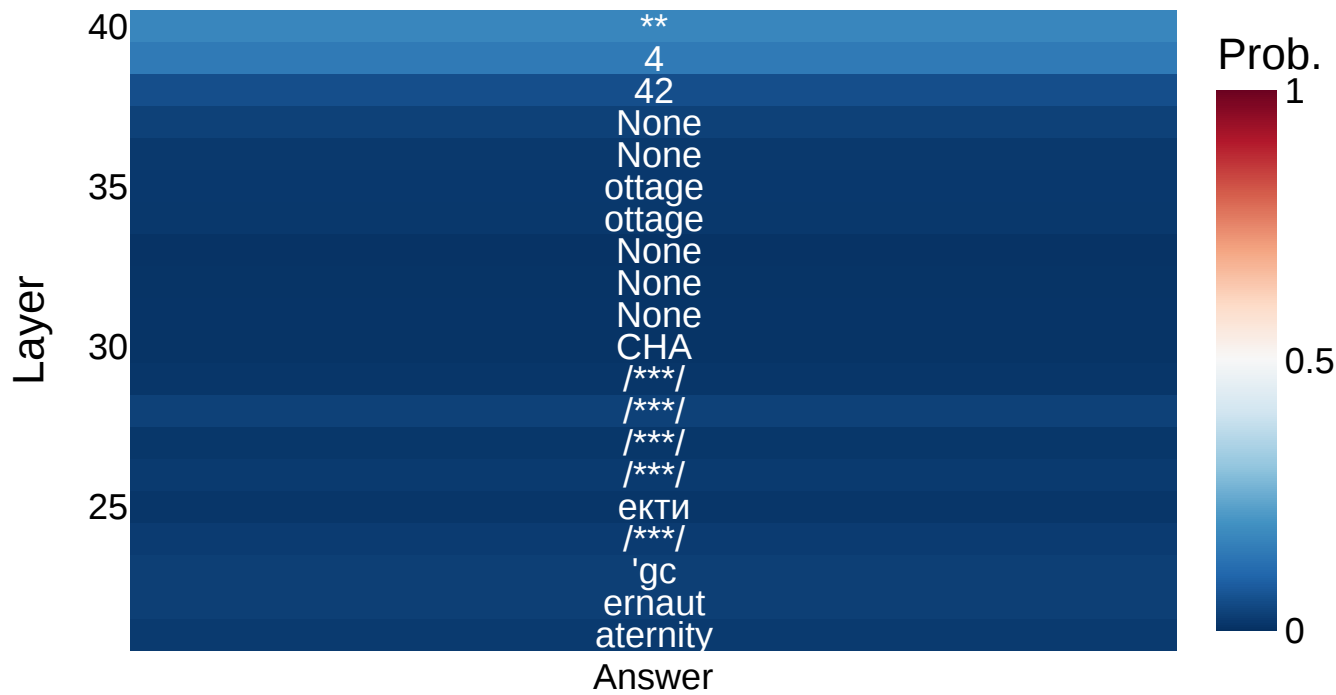 40
**
Prob.
4
1
42
None
None
35
ottage
ottage
None
None
None
Layer
30
CHA
0.5
/***/
/***/
/***/
/***/
25
екти
/***/
'gc
ernaut
aternity
0
Answer